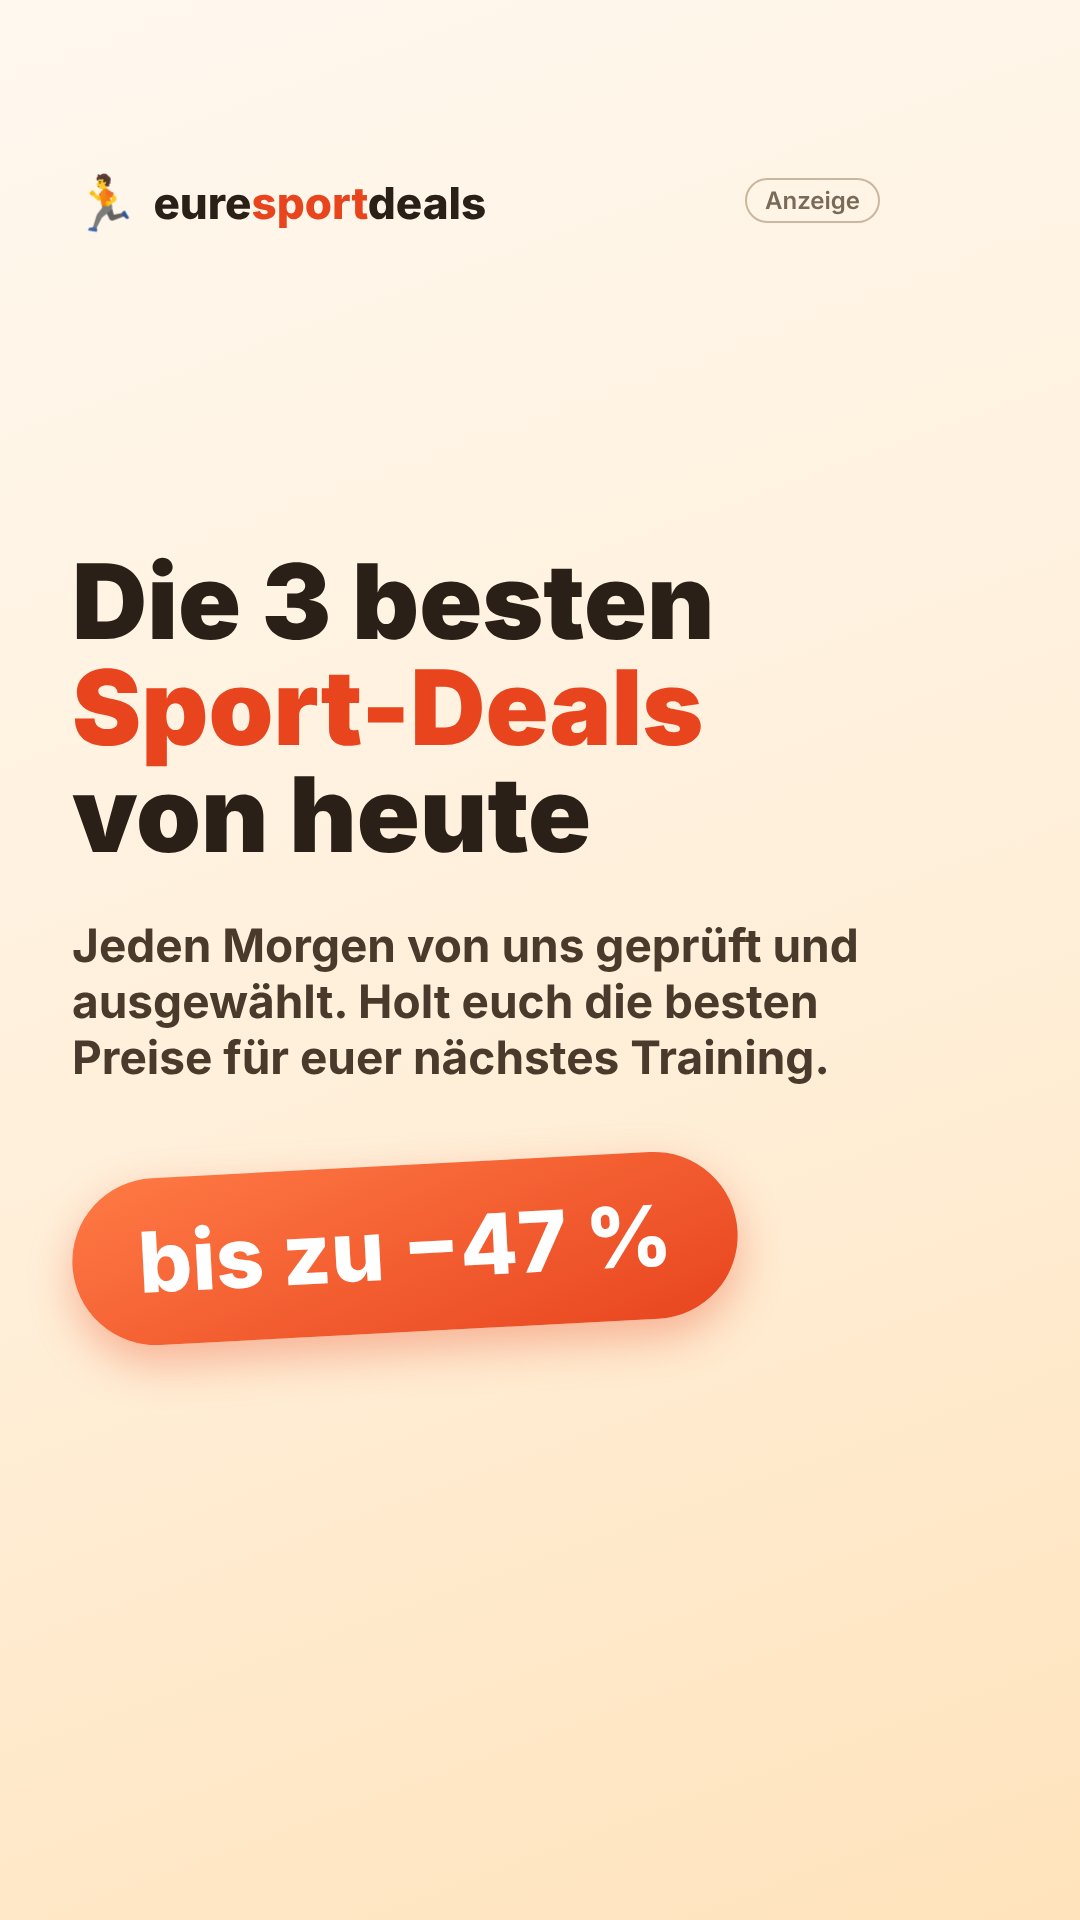 euresportdeals
Anzeige
Die 3 besten
Sport-Deals
von heute
Jeden Morgen von uns geprüft und
ausgewählt. Holt euch die besten
Preise für euer nächstes Training.
bis zu −47 %